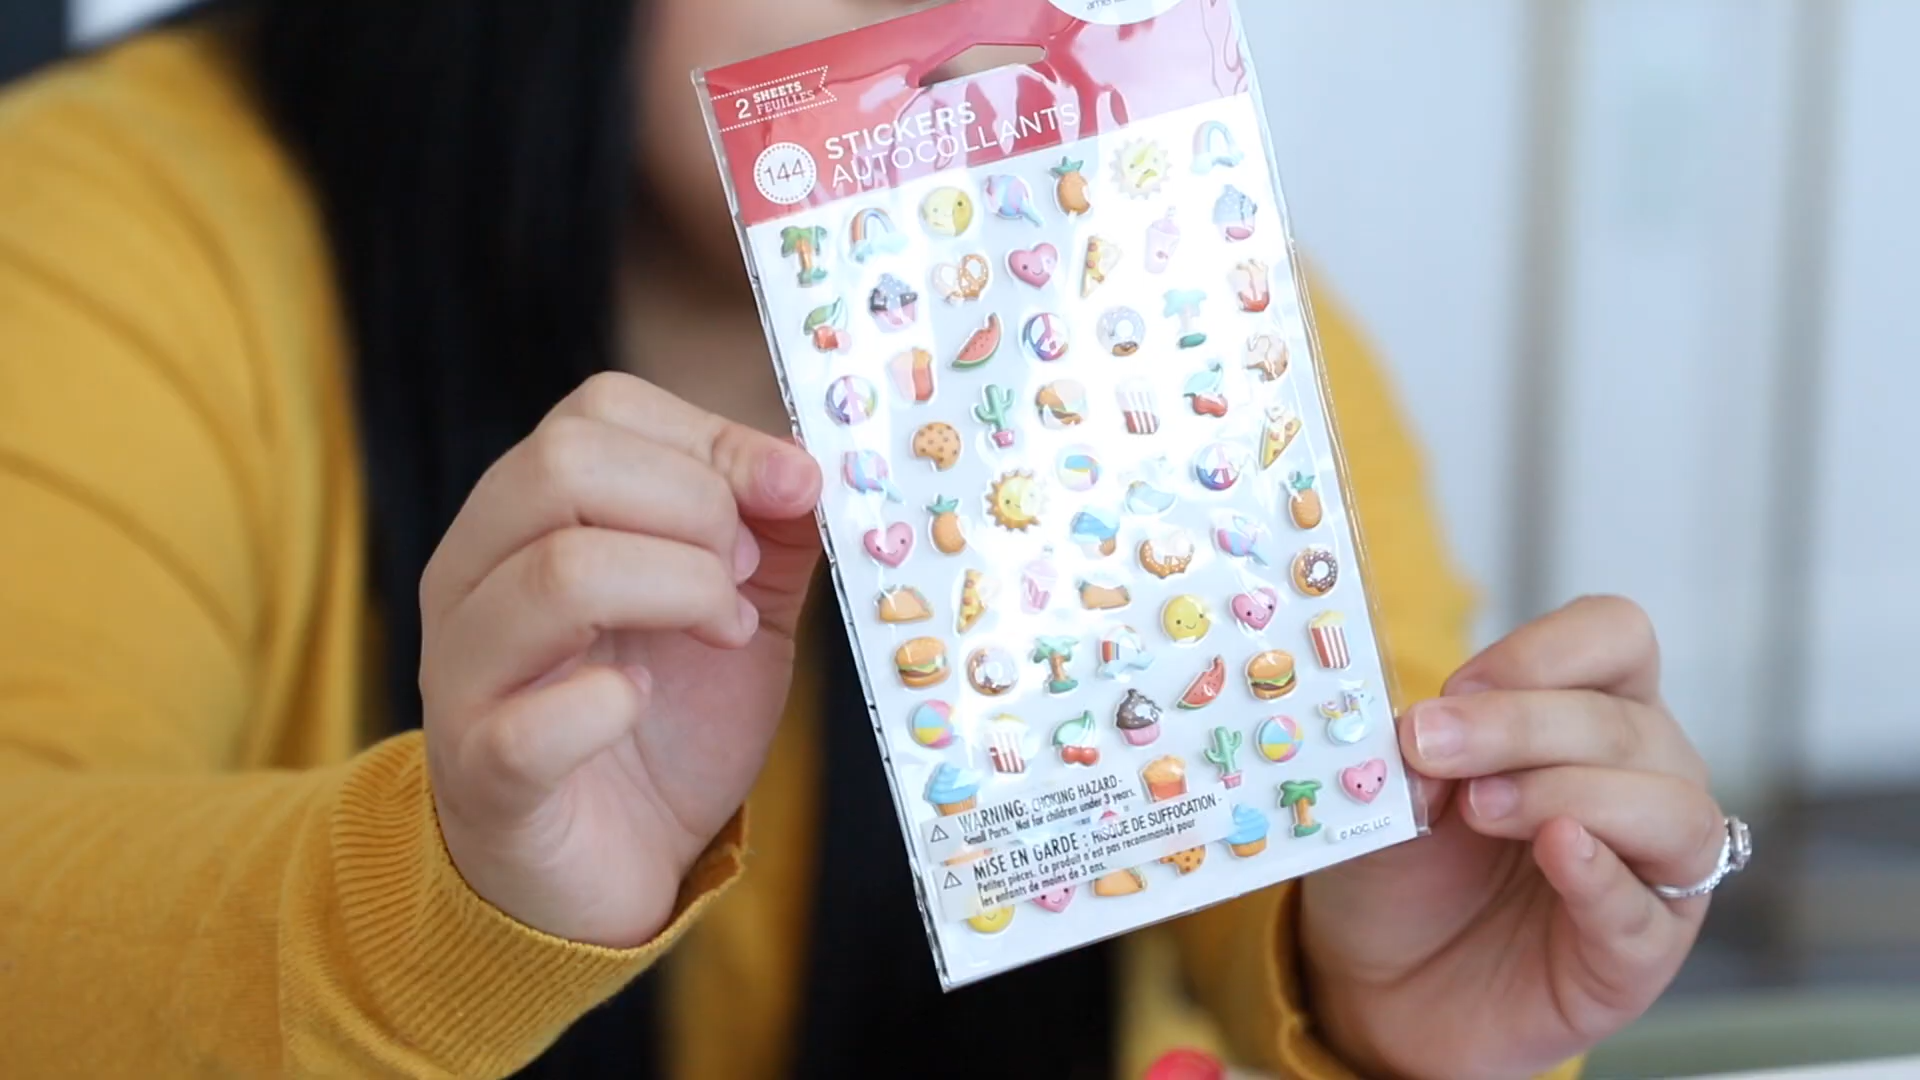 2 SHEETS
FEUILLES
144
STICKERS
AUTOCOLLANTS
WARNING: CHOKING HAZARD -
Small Parts. Not for children under 3 years.
MISE EN GARDE : RISQUE DE SUFFOCATION -
Petites pièces. Ce produit n'est pas recommandé pour
les enfants de moins de 3 ans.
© AGC, LLC